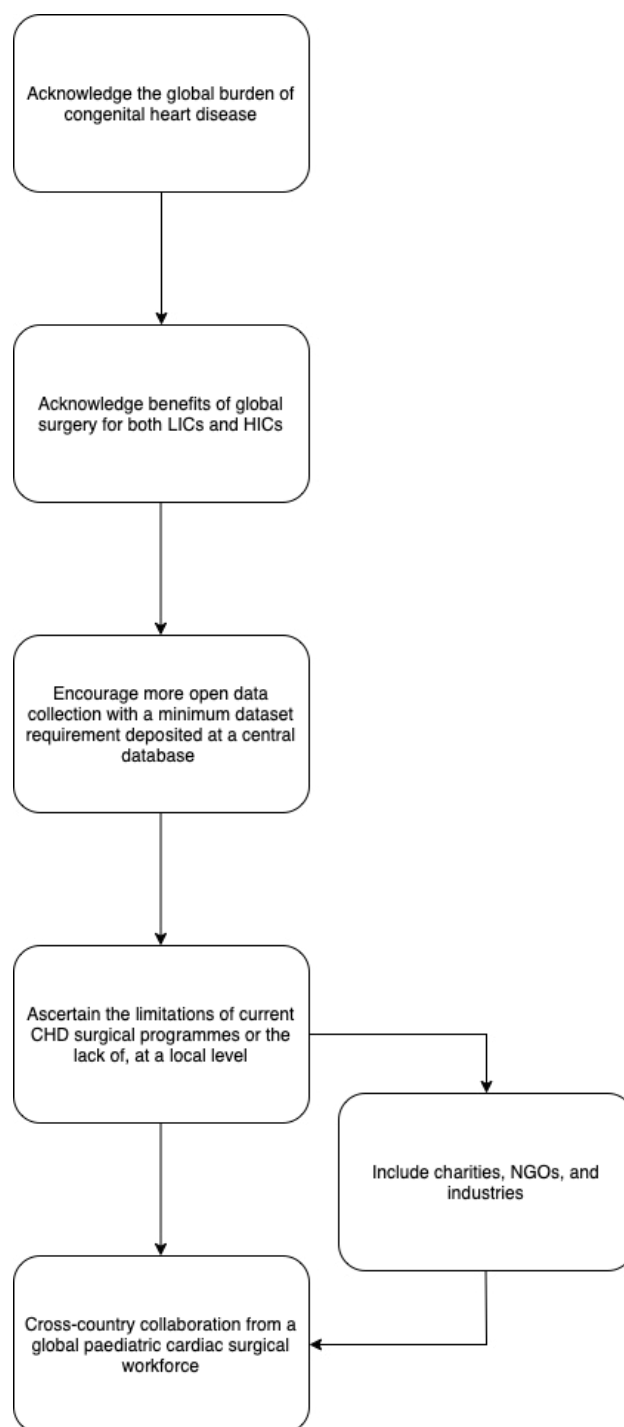 Acknowledge the global burden of
congenital heart disease
Acknowledge benefits of global
surgery for both LICs and HICs
Encourage more open data
collection with a minimum dataset
requirement deposited at a central
database
Ascertain the limitations of current
CHD surgical programmes or the
lack of, at a local level
Include charities, NGOs, and
industries
Cross-country collaboration from a
global paediatric cardiac surgical
workforce